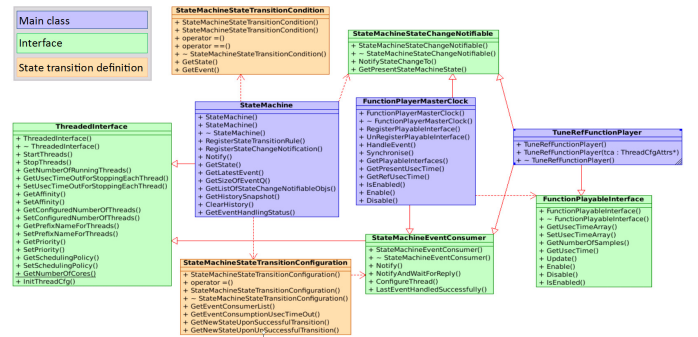 Main class
Interface
State transition definition
StateMachineStateTransitionCondition
+ StateMachineStateTransitionCondition()
+ StateMachineStateTransitionCondition()
+ operator =()
+ operator ==()
+ ~ StateMachineStateTransitionCondition()
+ GetState()
+ GetEvent()
StateMachineStateChangeNotifiable
+ StateMachineStateChangeNotifiable()
+ ~ StateMachineStateChangeNotifiable()
+ NotifyStateChangeTo()
+ GetPresentStateMachineState()
ThreadedInterface
+ ThreadedInterface()
+ ~ ThreadedInterface()
+ StartThreads()
+ StopThreads()
+ GetNumberOfRunningThreads()
+ GetUsecTimeOutForStoppingEachThread()
+ SetUsecTimeOutForStoppingEachThread()
+ GetAffinity()
+ SetAffinity()
+ GetConfiguredNumberOfThreads()
+ SetConfiguredNumberOfThreads()
+ GetPrefixNameForThreads()
+ SetPrefixNameForThreads()
+ GetPriority()
+ SetPriority()
+ GetSchedulingPolicy()
+ SetSchedulingPolicy()
+ GetNumberOfCores()
+ InitThreadCfg()
StateMachine
+ StateMachine()
+ StateMachine()
+ ~ StateMachine()
+ RegisterStateTransitionRule()
+ RegisterStateChangeNotification()
+ Notify()
+ GetState()
+ GetLatestEvent()
+ GetSizeOfEventQ()
+ GetListOfStateChangeNotifiableObjs()
+ GetHistorySnapshot()
+ ClearHistory()
+ GetEventHandlingStatus()
FunctionPlayerMasterClock
+ FunctionPlayerMasterClock()
+ ~ FunctionPlayerMasterClock()
+ RegisterPlayableInterface()
+ UnRegisterPlayableInterface()
+ HandleEvent()
+ Synchronise()
+ GetPlayableInterfaces()
+ GetPresentUsecTime()
+ GetRefUsecTime()
+ IsEnabled()
+ Enable()
+ Disable()
TuneRefFunctionPlayer
+ TuneRefFunctionPlayer()
+ TuneRefFunctionPlayer(tca : ThreadCfgAttrs*)
+ ~ TuneRefFunctionPlayer()
FunctionPlayableInterface
+ FunctionPlayableInterface()
+ ~ FunctionPlayableInterface()
+ GetUsecTimeArray()
+ SetUsecTimeArray()
+ GetNumberOfSamples()
+ GetUsecTime()
+ Update()
+ Enable()
+ Disable()
+ IsEnabled()
StateMachineEventConsumer
+ StateMachineEventConsumer()
+ ~ StateMachineEventConsumer()
+ Notify()
+ NotifyAndWaitForReply()
+ ConfigureThread()
+ LastEventHandledSuccessfully()
StateMachineStateTransitionConfiguration
+ StateMachineStateTransitionConfiguration()
+ operator =()
+ StateMachineStateTransitionConfiguration()
+ ~ StateMachineStateTransitionConfiguration()
+ GetEventConsumerList()
+ GetEventConsumptionUsecTimeOut()
+ GetNewStateUponSuccessfulTransition()
+ GetNewStateUponUnSuccessfulTransition()